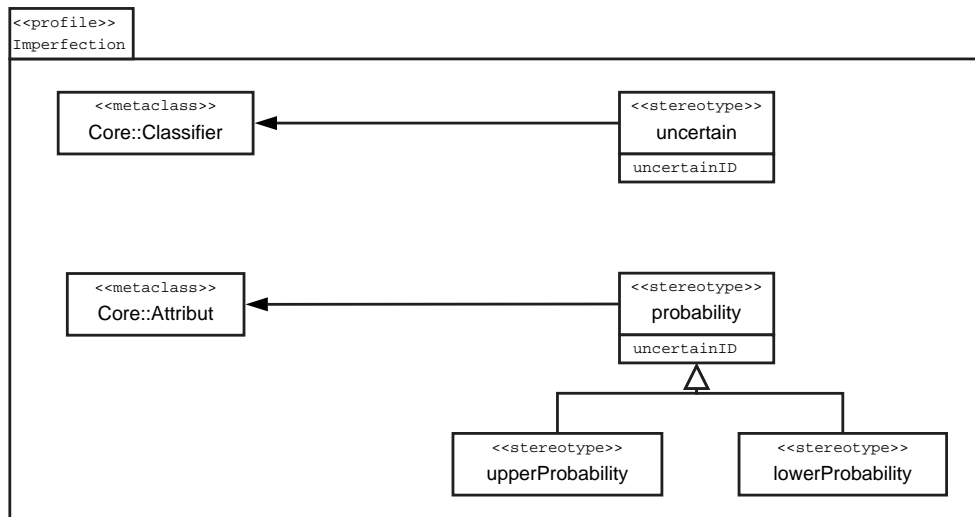 <<profile>>
Imperfection
<<metaclass>>
Core::Classifier
<<stereotype>>
uncertain
uncertainID
<<metaclass>>
Core::Attribut
<<stereotype>>
probability
uncertainID
<<stereotype>>
upperProbability
<<stereotype>>
lowerProbability